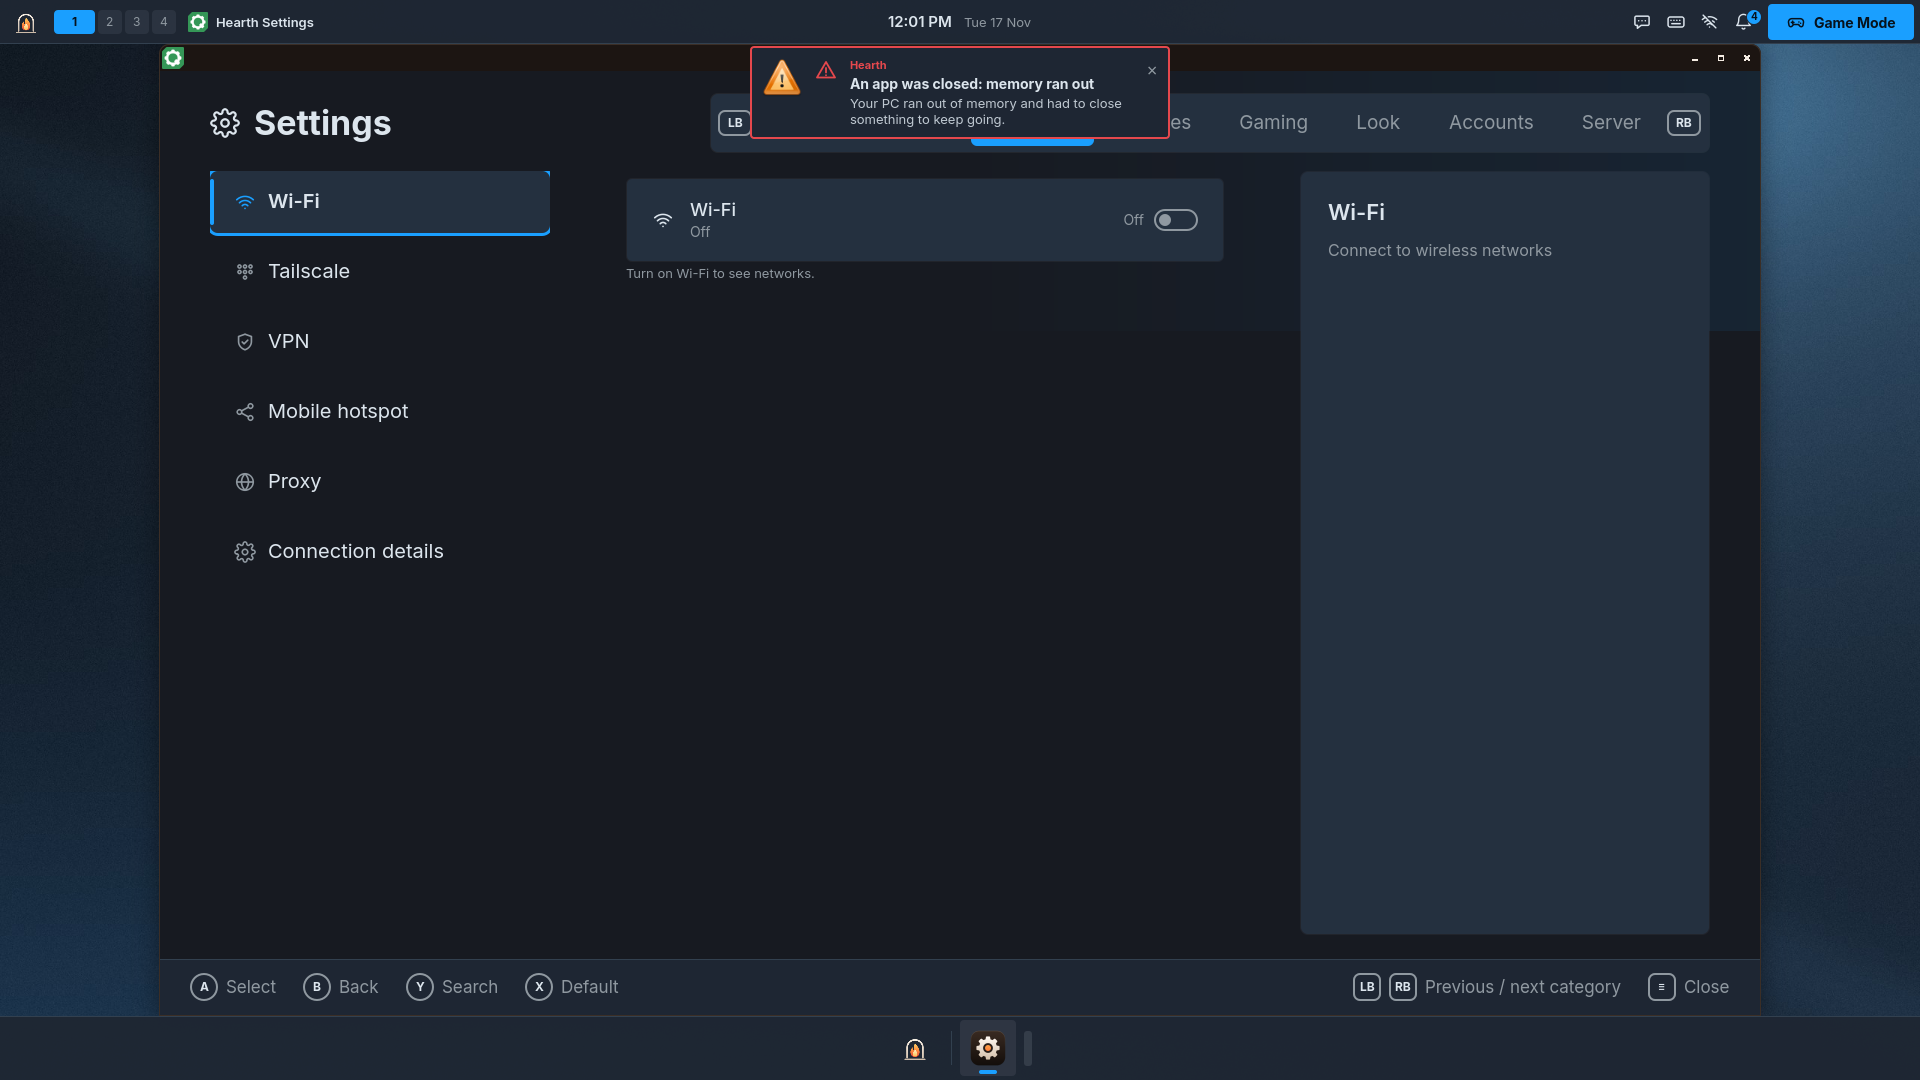 1 2 3 4 Hearth Settings 12:01 PM Tue 17 Nov 4 Game Mode
Hearth
An app was closed: memory ran out
Your PC ran out of memory and had to close
something to keep going.
Settings
LB es Gaming Look Accounts Server RB
Wi-Fi
Tailscale
VPN
Mobile hotspot
Proxy
Connection details
Wi-Fi
Off
Off
Turn on Wi-Fi to see networks.
Wi-Fi
Connect to wireless networks
A Select B Back Y Search X Default LB RB Previous / next category Close